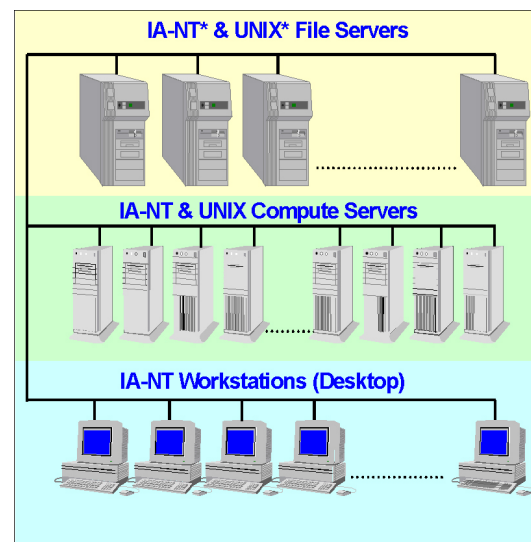 IA-NT* & UNIX* File Servers
IA-NT & UNIX Compute Servers
IA-NT Workstations (Desktop)